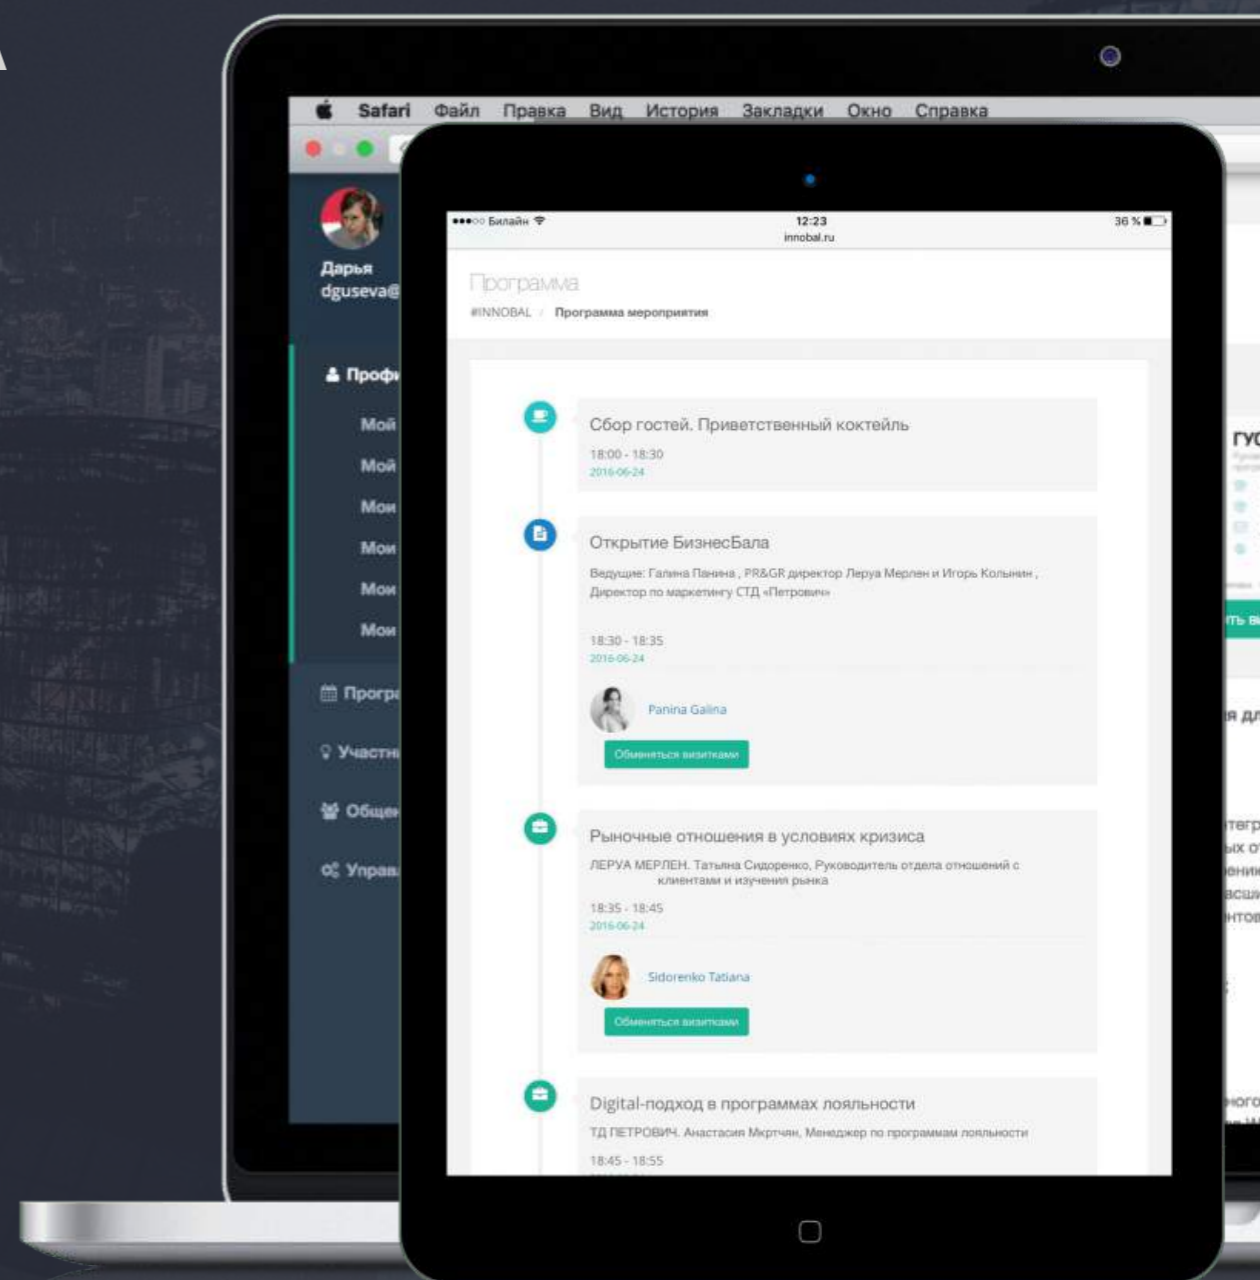 Safari Файл Правка Вид История Закладки Окно Справка
Дарья
dguseva@
Профи
Мой
Мой
Мои
Мои
Мои
Мои
Програ
Участн
Общен
Управ
Билайн 12:23 36 %
innobal.ru
Программа
#INNOBAL / Программа мероприятия
Сбор гостей. Приветственный коктейль
18:00 - 18:30
2016-06-24
Открытие БизнесБала
Ведущие: Галина Панина , PR&GR директор Леруа Мерлен и Игорь Колынин ,
Директор по маркетингу СТД «Петрович»
18:30 - 18:35
2016-06-24
Panina Galina
Обменяться визитками
Рыночные отношения в условиях кризиса
ЛЕРУА МЕРЛЕН. Татьяна Сидоренко, Руководитель отдела отношений с
клиентами и изучения рынка
18:35 - 18:45
2016-06-24
Sidorenko Tatiana
Обменяться визитками
Digital-подход в программах лояльности
ТД ПЕТРОВИЧ. Анастасия Мкртчян, Менеджер по программам лояльности
18:45 - 18:55